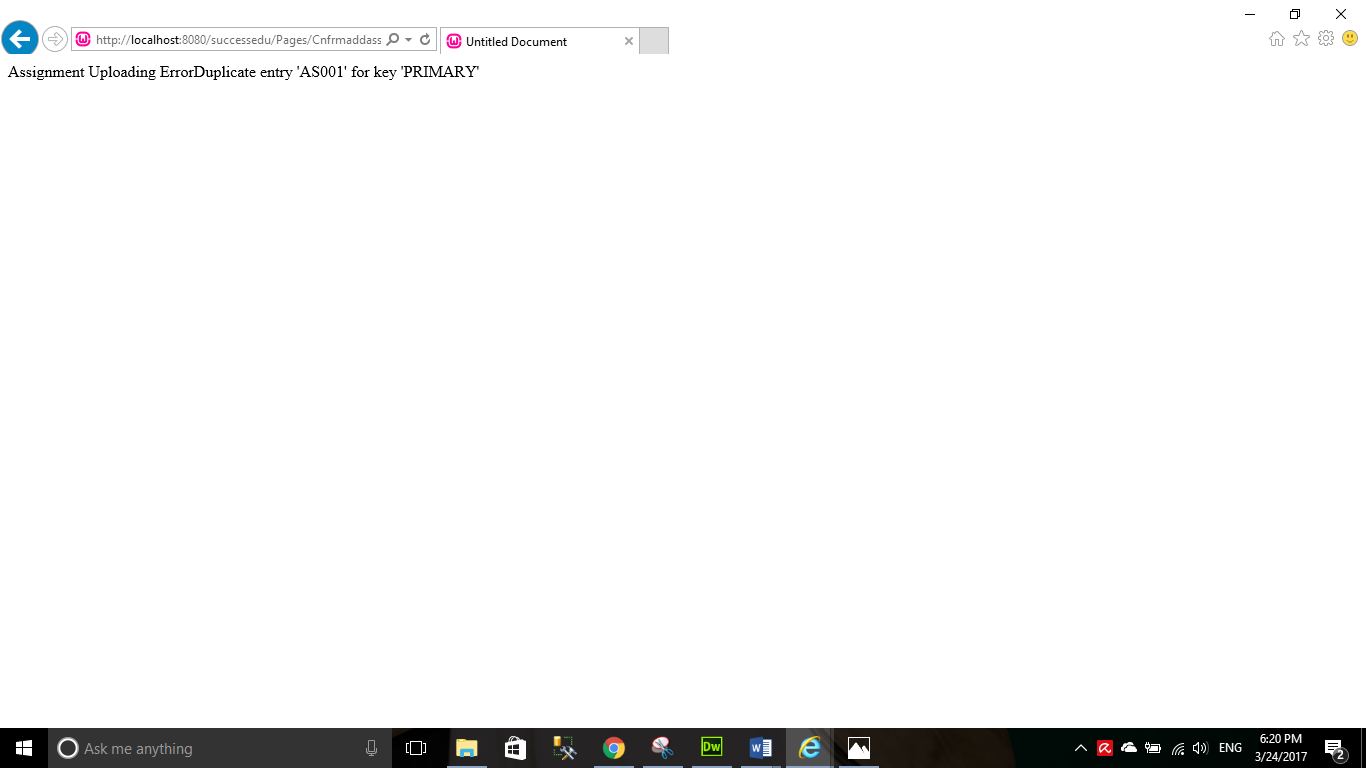 http://localhost:8080/successedu/Pages/Cnfrmaddass
Untitled Document
Assignment Uploading ErrorDuplicate entry 'AS001' for key 'PRIMARY'
Ask me anything
Dw
ENG
6:20 PM
3/24/2017
2